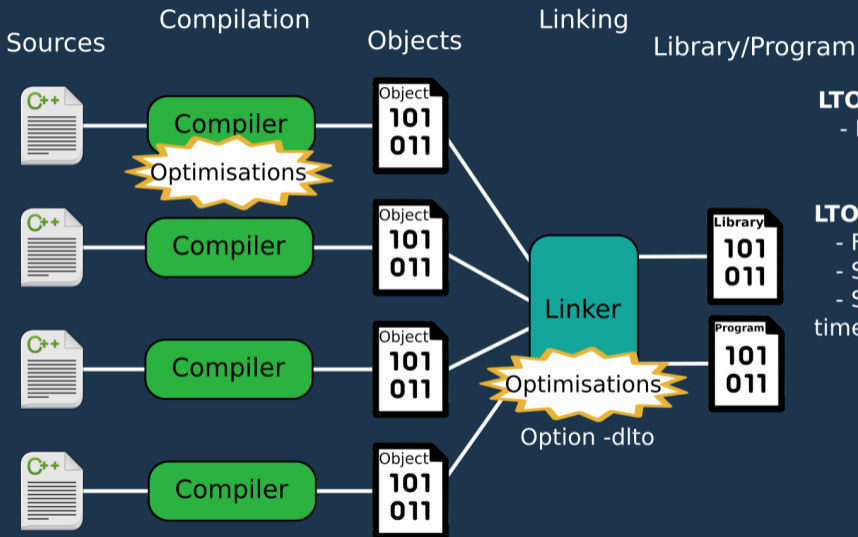 Sources
Compilation
Objects
Linking
Library/Program
C++
Compiler
Optimisations
Object
101
011
C++
Compiler
Object
101
011
C++
Compiler
Object
101
011
C++
Compiler
Object
101
011
Linker
Optimisations
Option -dlto
Library
101
011
Program
101
011
LTO
-
LTO
-
- S
- S
time